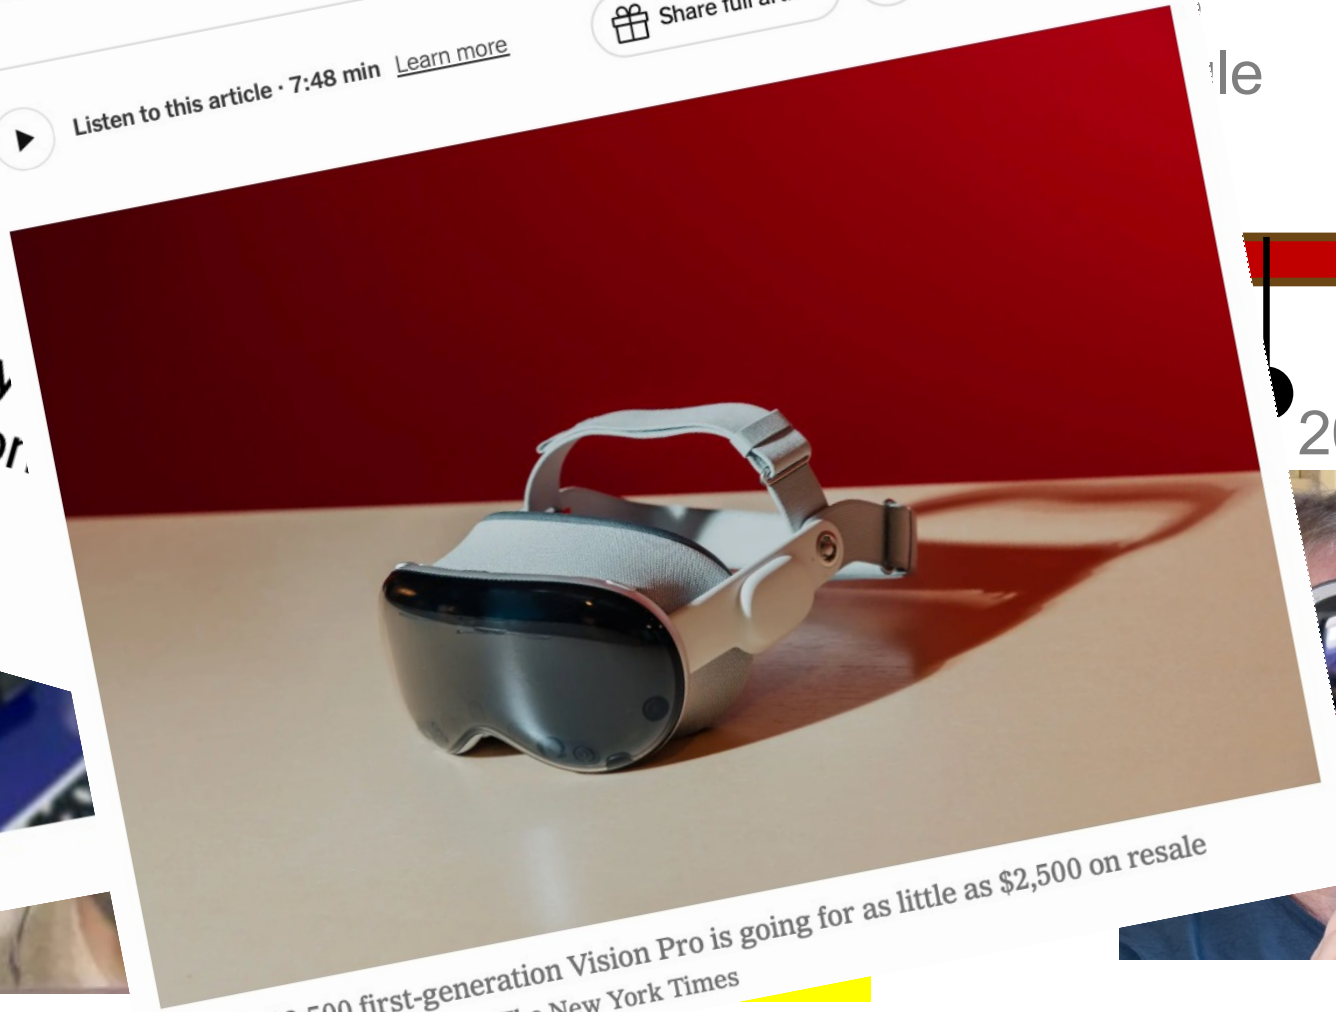 Share full
Listen to this article · 7:48 min Learn more
le
first-generation Vision Pro is going for as little as $2,500 on resale
New York Times